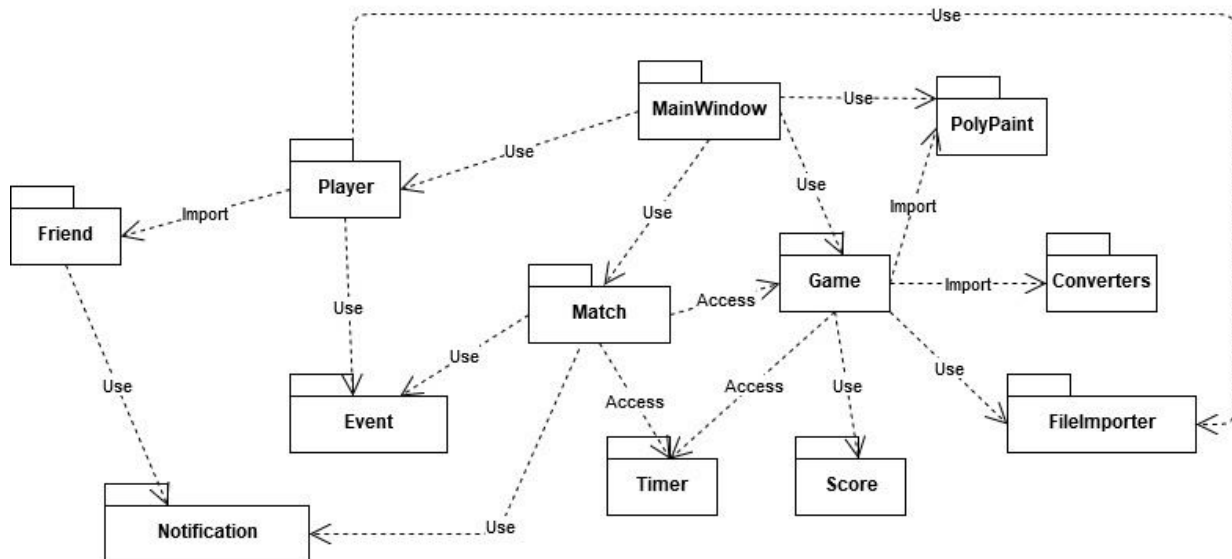 Use
MainWindow
Use
PolyPaint
Use
Player
Use
Import
Friend
Use
Import
Game
Import
Converters
Match
Access
Use
Use
Use
Use
Access
Access
Use
Event
FileImporter
Timer
Score
Notification
Use